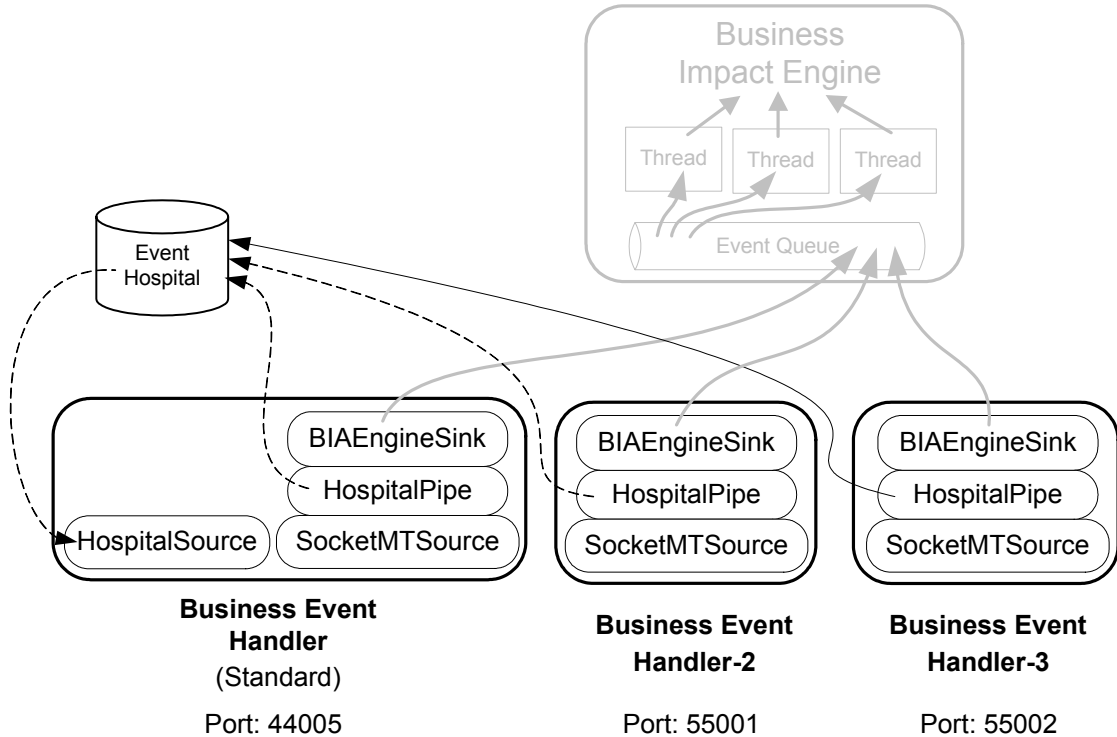 Business
Impact Engine
Thread
Thread
Thread
Event Queue
Event
Hospital
BIAEngineSink
HospitalPipe
HospitalSource
SocketMTSource
BIAEngineSink
HospitalPipe
SocketMTSource
BIAEngineSink
HospitalPipe
SocketMTSource
Business Event
Handler
(Standard)
Port: 44005
Business Event
Handler-2
Port: 55001
Business Event
Handler-3
Port: 55002